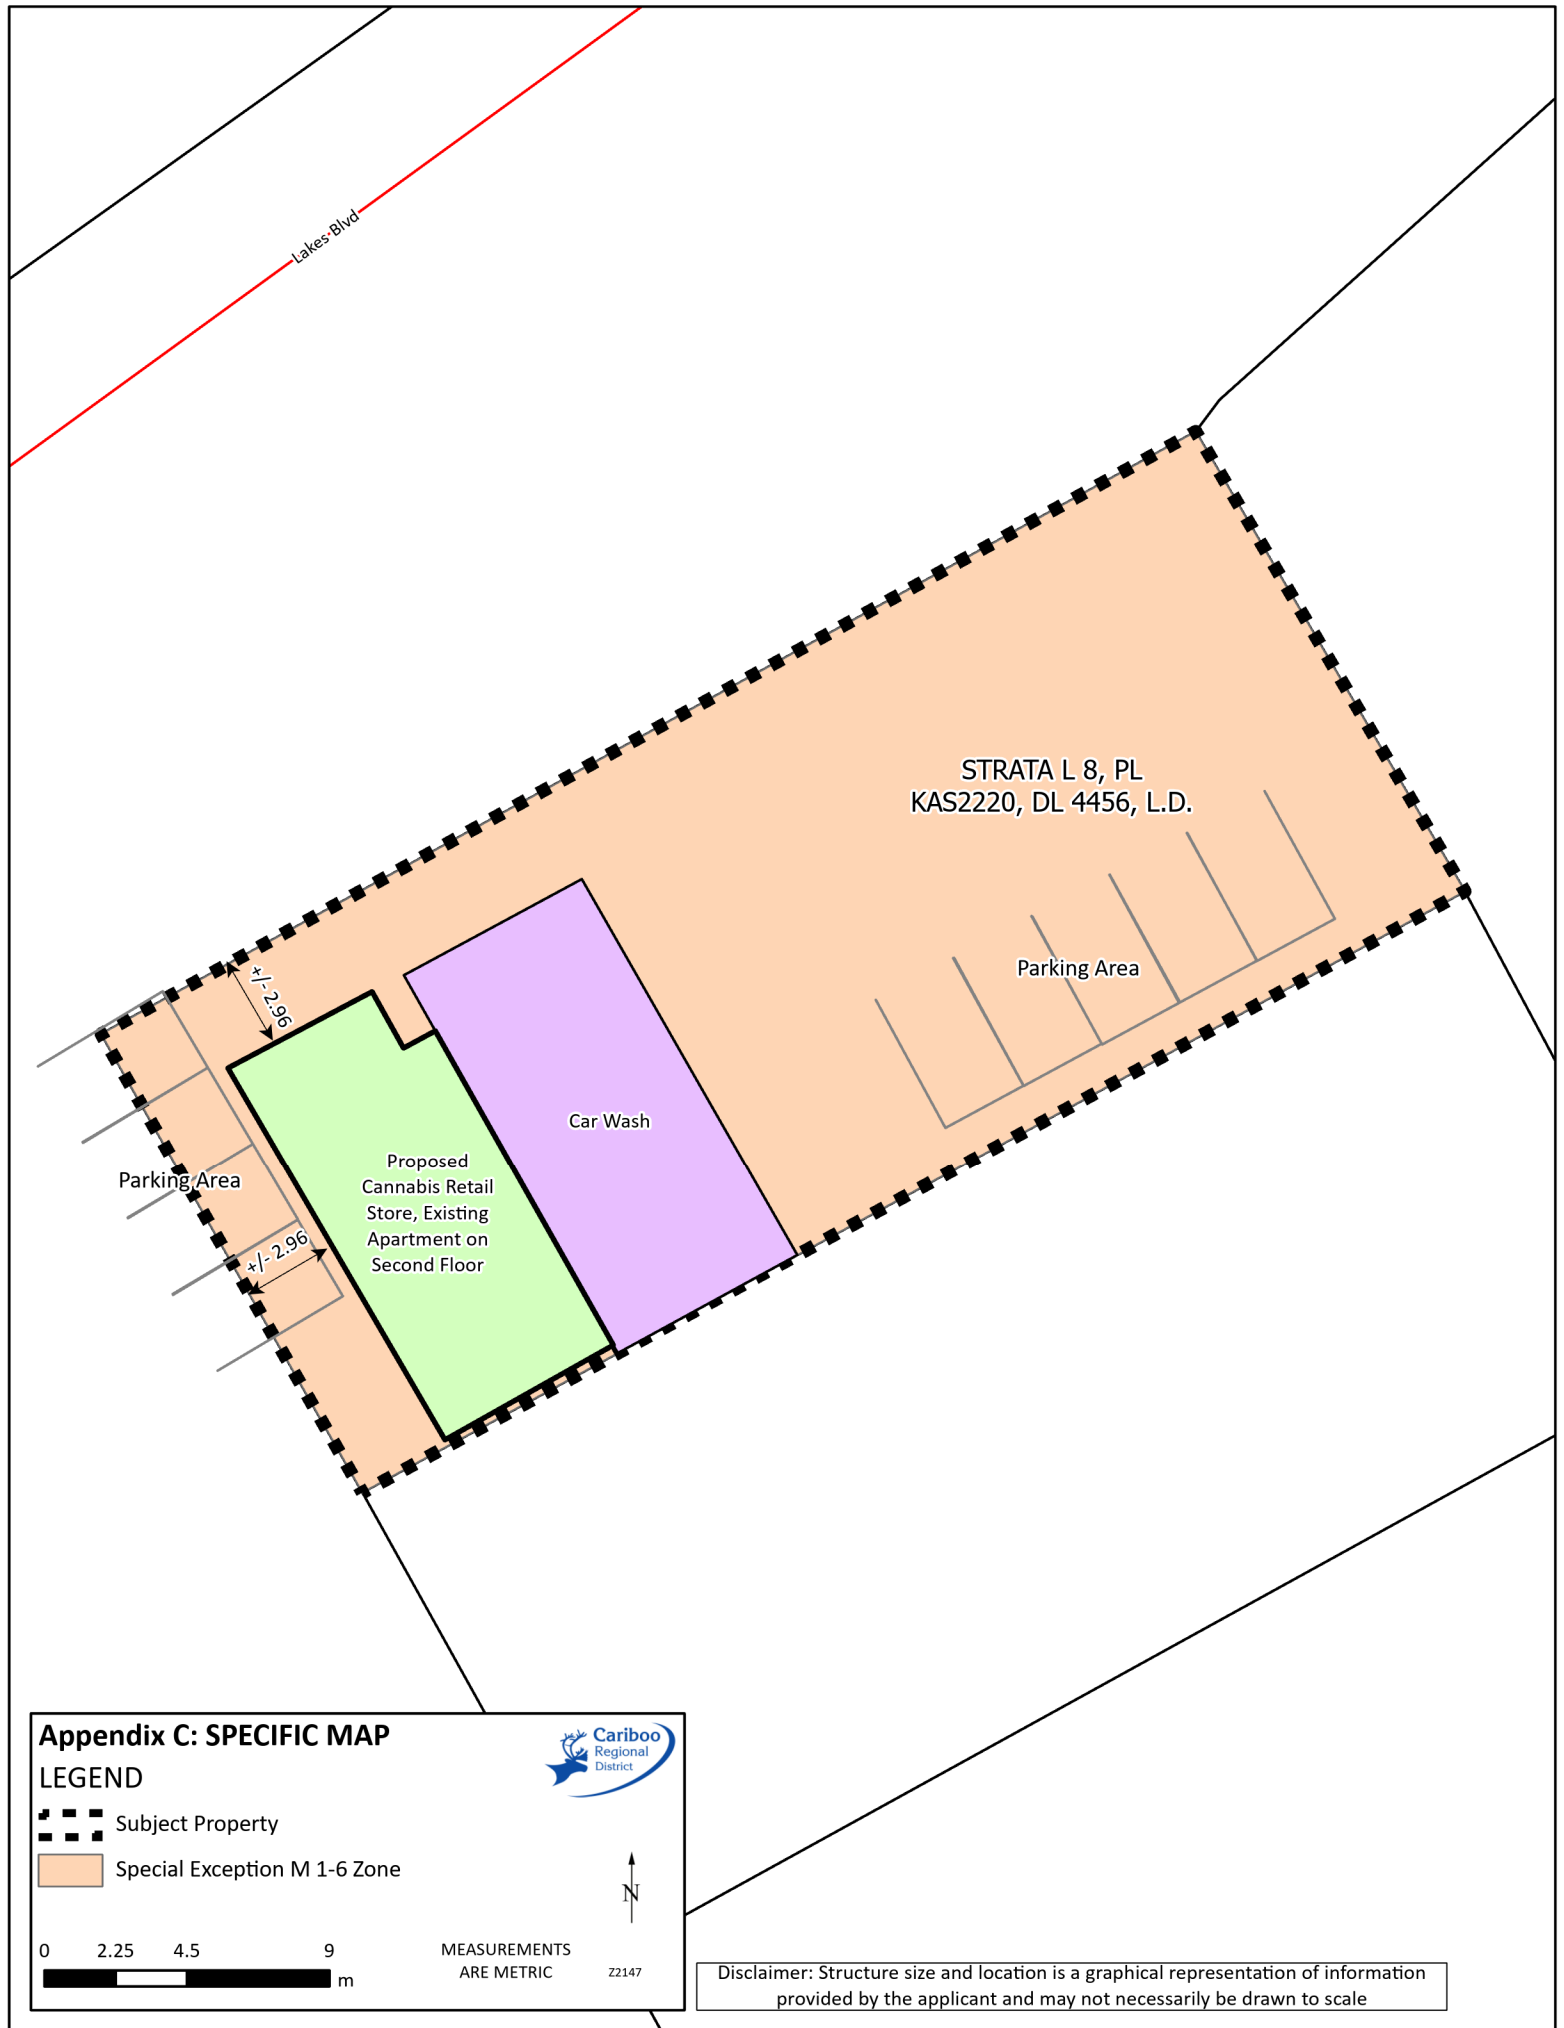 Lakes Blvd
STRATA L 8, PL
KAS2220, DL 4456, L.D.
Parking Area
+/- 2.96
Car Wash
Proposed
Cannabis Retail
Store, Existing
Apartment on
Second Floor
Parking Area
+/- 2.96
Appendix C: SPECIFIC MAP
Cariboo
Regional
District
LEGEND
Subject Property
Special Exception M 1-6 Zone
N
0 2.25 4.5 9
m
MEASUREMENTS
ARE METRIC
Z2147
Disclaimer: Structure size and location is a graphical representation of information
provided by the applicant and may not necessarily be drawn to scale